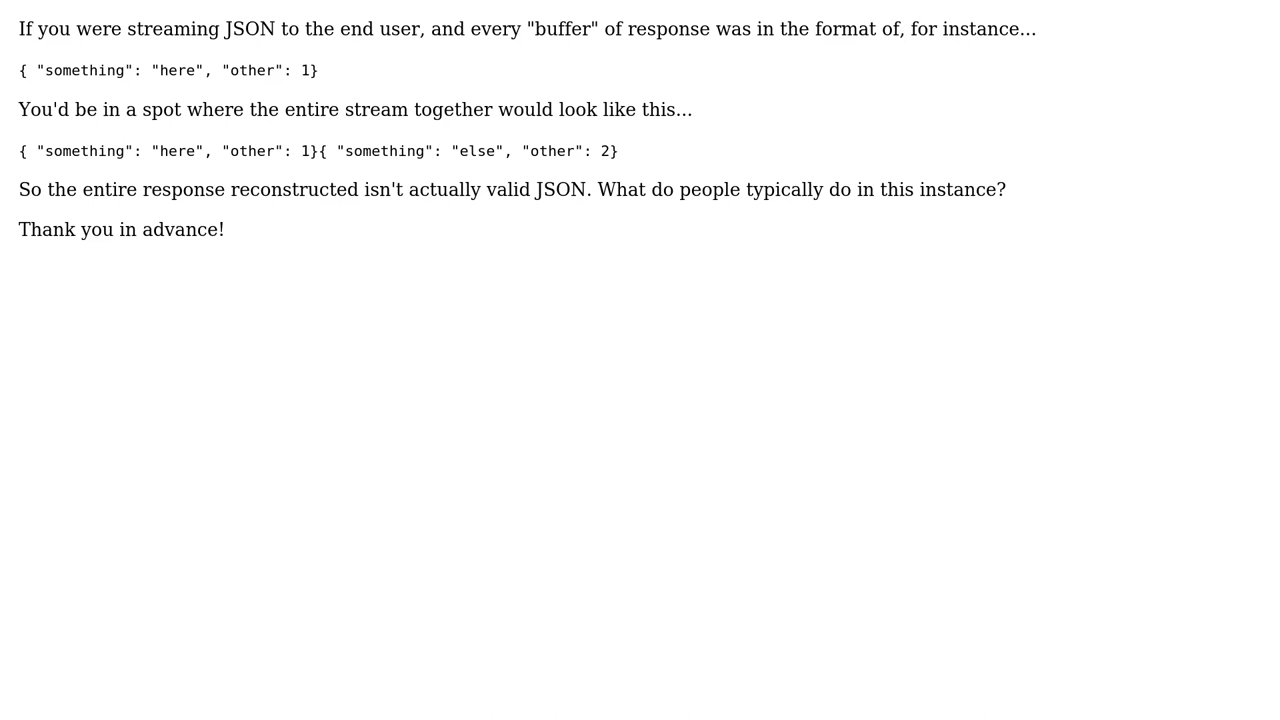 If you were streaming JSON to the end user, and every "buffer" of response was in the format of, for instance...
{ "something": "here", "other": 1}
You'd be in a spot where the entire stream together would look like this...
{ "something": "here", "other": 1}{ "something": "else", "other": 2}
So the entire response reconstructed isn't actually valid JSON. What do people typically do in this instance?
Thank you in advance!